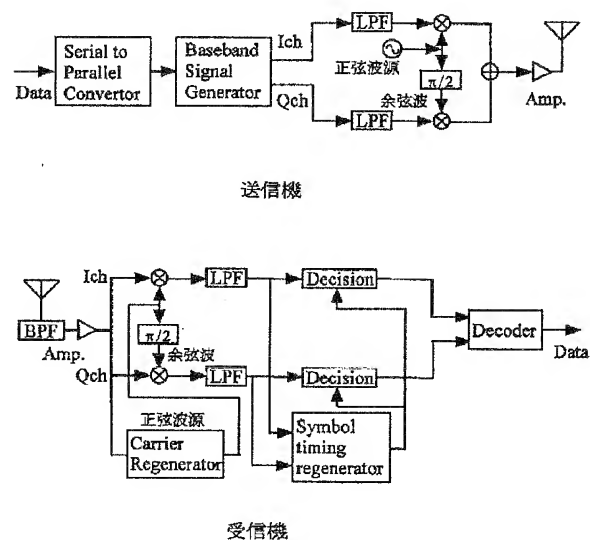 Data
Serial to
Parallel
Convertor
Baseband
Signal
Generator
Ich
Qch
LPF
LPF
正弦波源
π/2
余弦波
Amp.
送信機
BPF
Amp.
Ich
Qch
π/2
余弦波
LPF
LPF
正弦波源
Carrier
Regenerator
Decision
Decision
Symbol
timing
regenerator
Decoder
Data
受信機